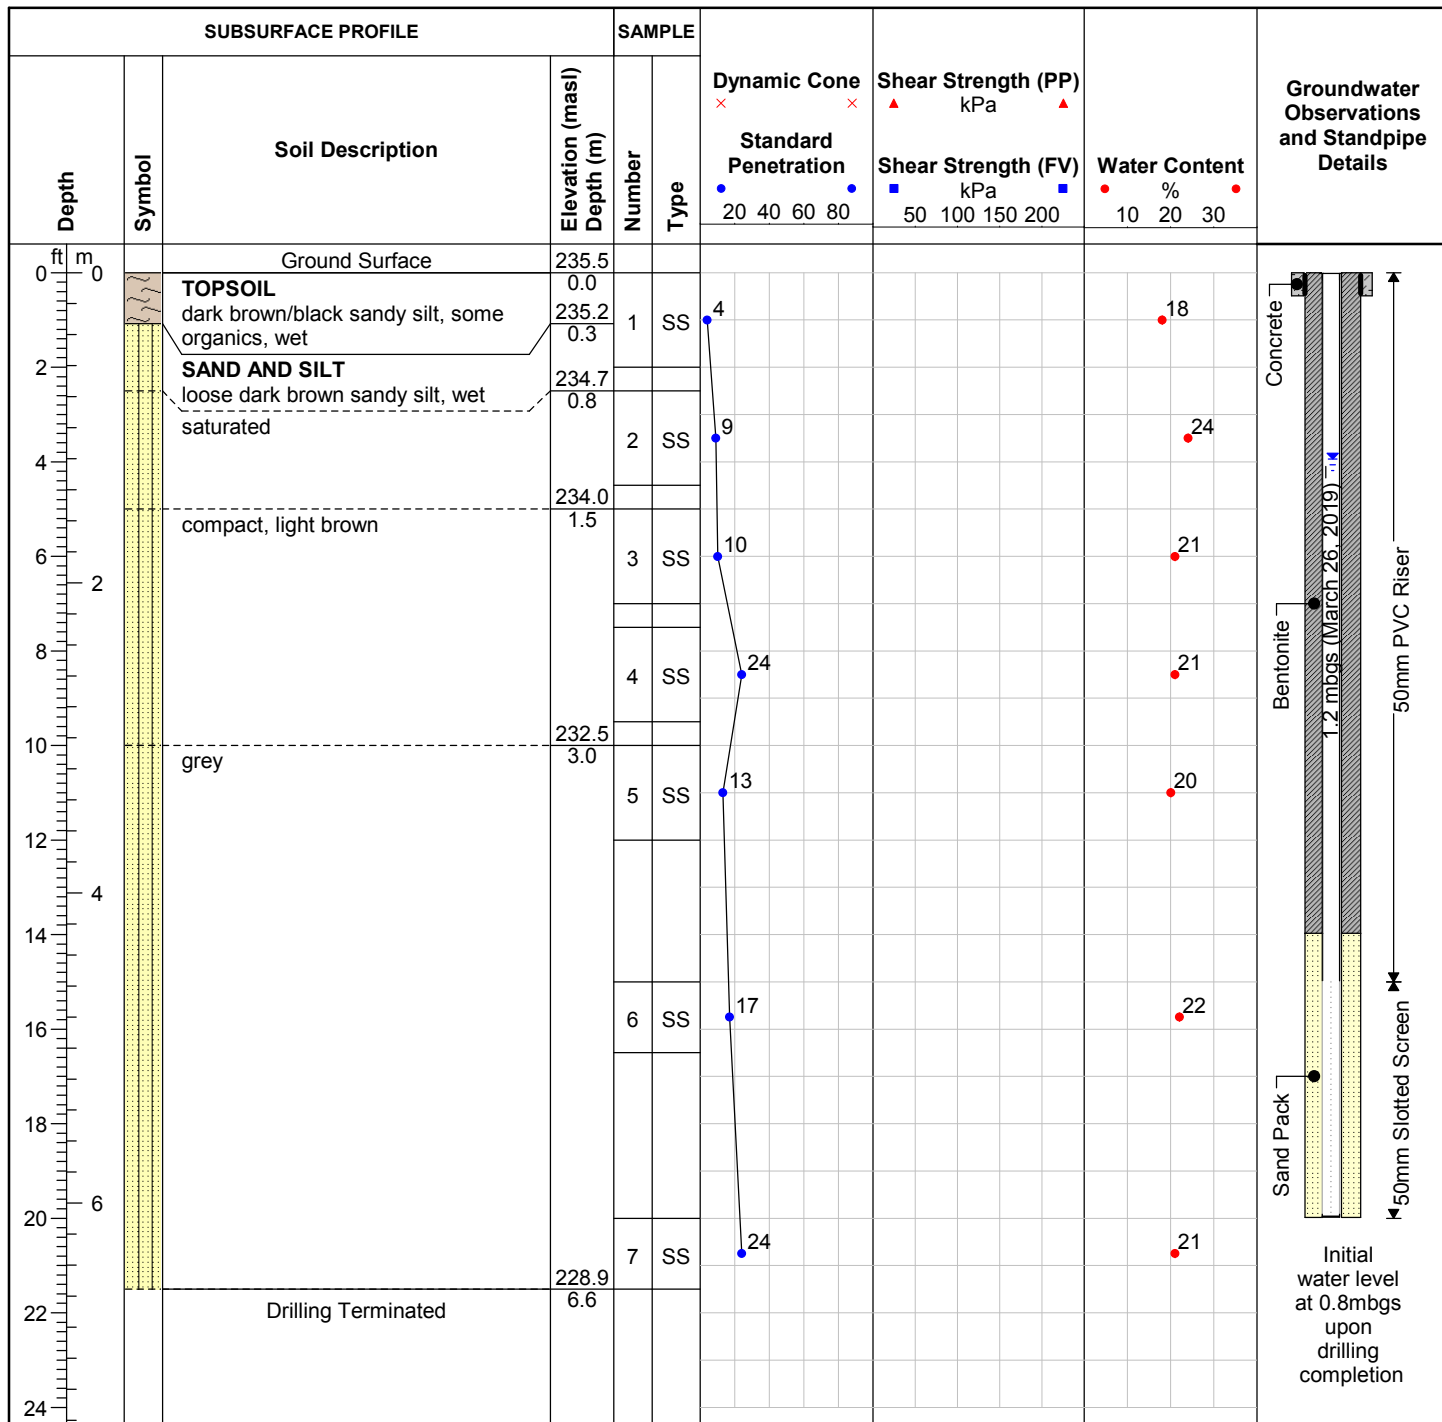 SUBSURFACE PROFILE
SAMPLE
Depth
Symbol
Soil Description
Elevation (masl)
Depth (m)
Number
Type
Dynamic Cone
Standard
Penetration
20 40 60 80
Shear Strength (PP)
kPa
Shear Strength (FV)
kPa
50 100 150 200
Water Content
%
10 20 30
Groundwater
Observations
and Standpipe
Details
ft m
0 0
2
4
6
2
8
10
12
4
14
16
18
6
20
22
24
Ground Surface
235.5
0.0
TOPSOIL
dark brown/black sandy silt, some
organics, wet
235.2
0.3
SAND AND SILT
loose dark brown sandy silt, wet
234.7
0.8
saturated
234.0
1.5
compact, light brown
232.5
3.0
grey
228.9
6.6
Drilling Terminated
1 SS 4 18
2 SS 9 24
3 SS 10 21
4 SS 24 21
5 SS 13 20
6 SS 17 22
7 SS 24 21
Concrete
Bentonite
Sand Pack
1.2 mbgs (March 26, 2019)
50mm PVC Riser
50mm Slotted Screen
Initial
water level
at 0.8mbgs
upon
drilling
completion